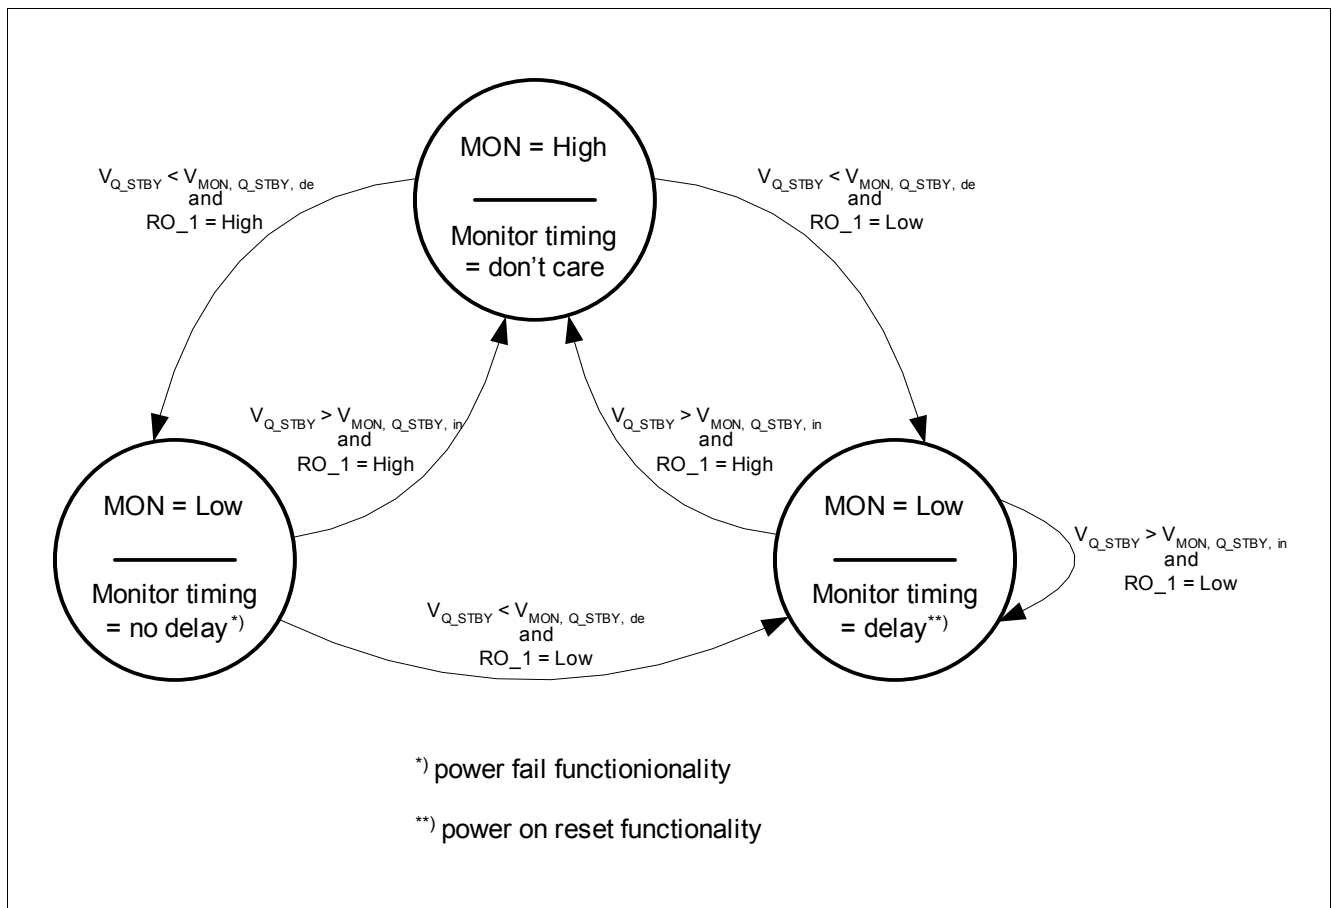 MON = High
Monitor timing
= don't care
V_Q_STBY < V_MON, Q_STBY, de
and
RO_1 = High
V_Q_STBY < V_MON, Q_STBY, de
and
RO_1 = Low
V_Q_STBY > V_MON, Q_STBY, in
and
RO_1 = High
V_Q_STBY > V_MON, Q_STBY, in
and
RO_1 = High
MON = Low
Monitor timing
= no delay*)
MON = Low
Monitor timing
= delay**)
V_Q_STBY > V_MON, Q_STBY, in
and
RO_1 = Low
V_Q_STBY < V_MON, Q_STBY, de
and
RO_1 = Low
*) power fail functionionality
**) power on reset functionality